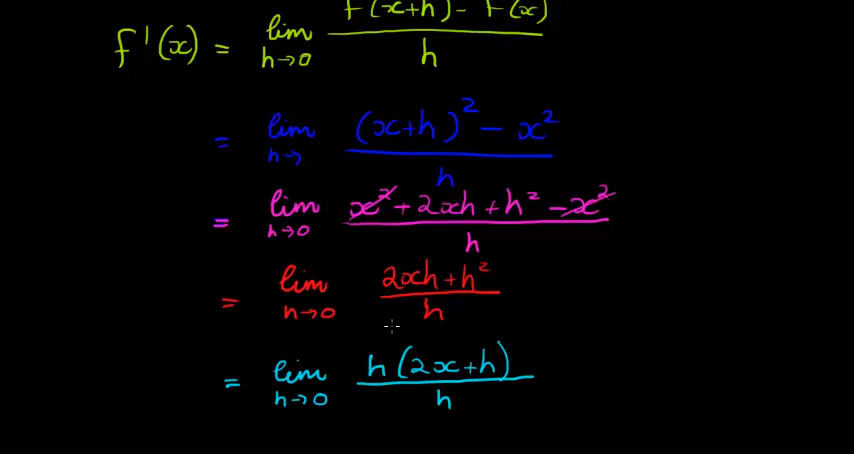 f'(x) = lim h→0 f(x+h) - f(x) / h
= lim h→ (x+h)² - x² / h
= lim h→0 x² + 2xh + h² - x² / h
= lim h→0 2xh + h² / h
= lim h→0 h(2x+h) / h